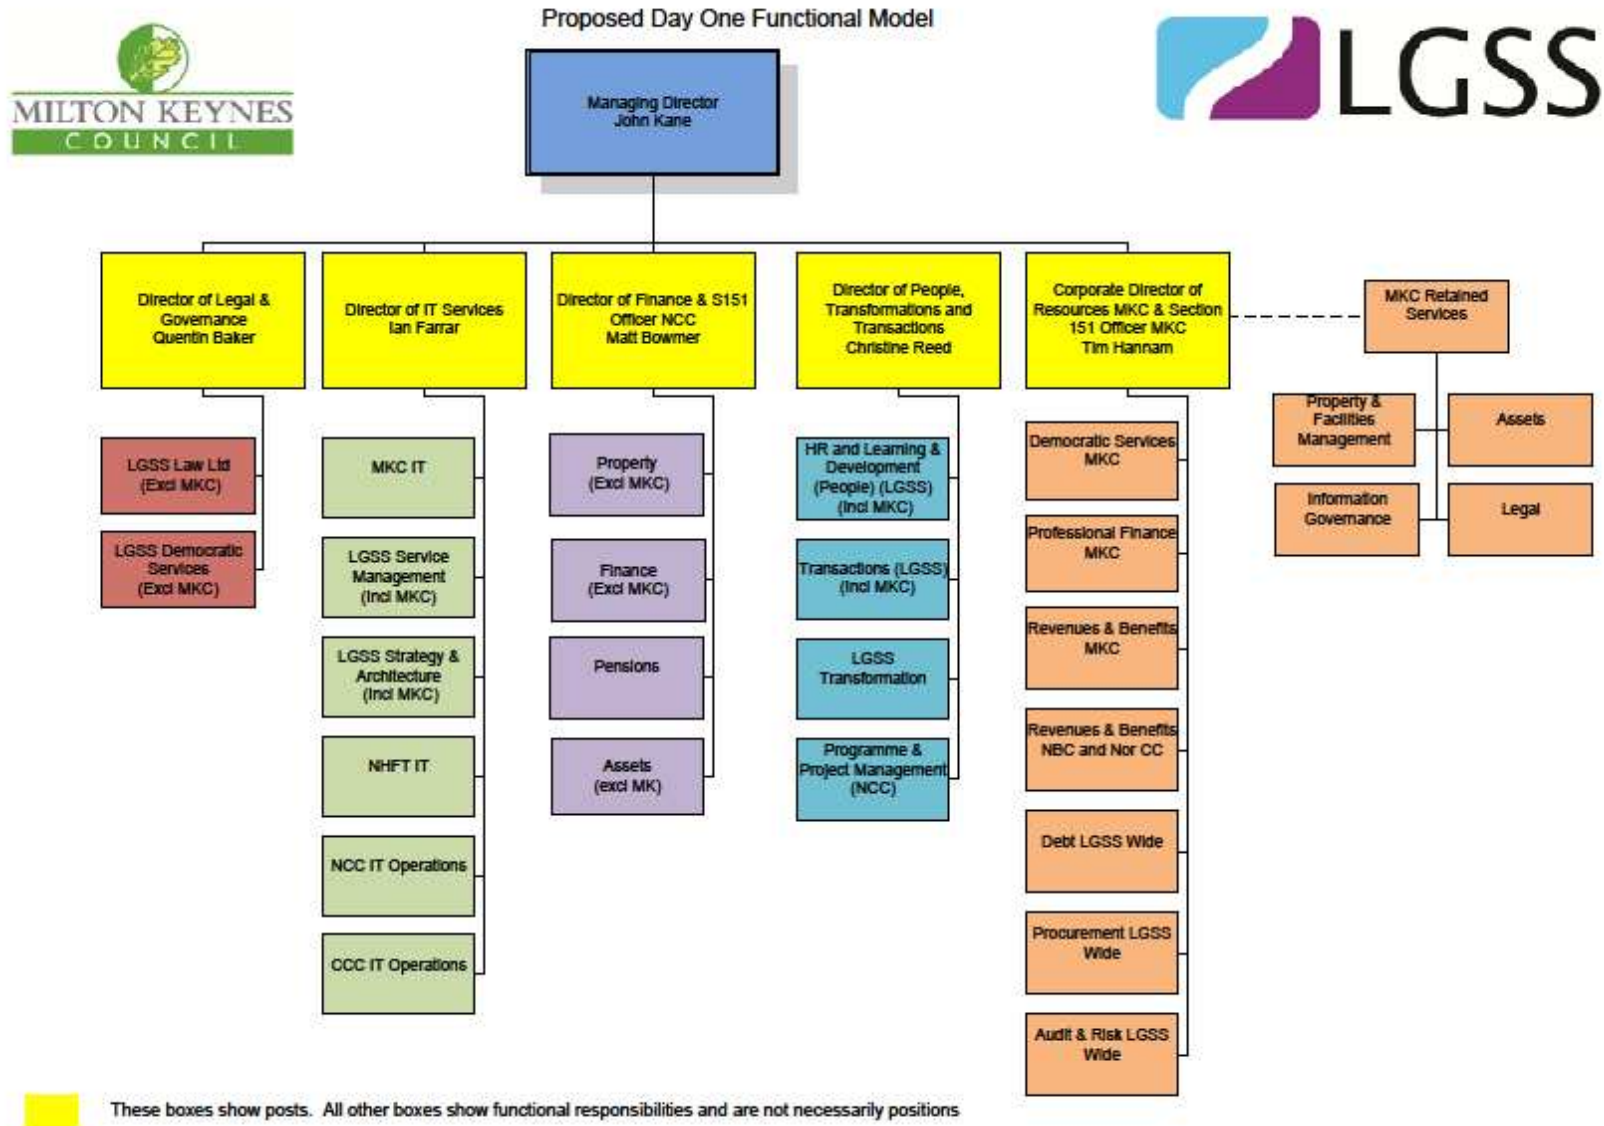 Proposed Day One Functional Model
MILTON KEYNES
COUNCIL
LGSS
Managing Director
John Kane
Director of Legal &
Governance
Quentin Baker
Director of IT Services
Ian Farrar
Director of Finance & S151
Officer NCC
Matt Bowmer
Director of People,
Transformations and
Transactions
Christine Reed
Corporate Director of
Resources MKC & Section
151 Officer MKC
Tim Hannam
MKC Retained
Services
Property &
Facilities
Management
Assets
Information
Governance
Legal
LGSS Law Ltd
(Excl MKC)
LGSS Democratic
Services
(Excl MKC)
MKC IT
LGSS Service
Management
(Incl MKC)
LGSS Strategy &
Architecture
(Incl MKC)
NHFT IT
NCC IT Operations
CCC IT Operations
Property
(Excl MKC)
Finance
(Excl MKC)
Pensions
Assets
(excl MK)
HR and Learning &
Development
(People) (LGSS)
(Incl MKC)
Transactions (LGSS)
(Incl MKC)
LGSS
Transformation
Programme &
Project Management
(NCC)
Democratic Services
MKC
Professional Finance
MKC
Revenues & Benefits
MKC
Revenues & Benefits
NBC and Nor CC
Debt LGSS Wide
Procurement LGSS
Wide
Audit & Risk LGSS
Wide
These boxes show posts.  All other boxes show functional responsibilities and are not necessarily positions